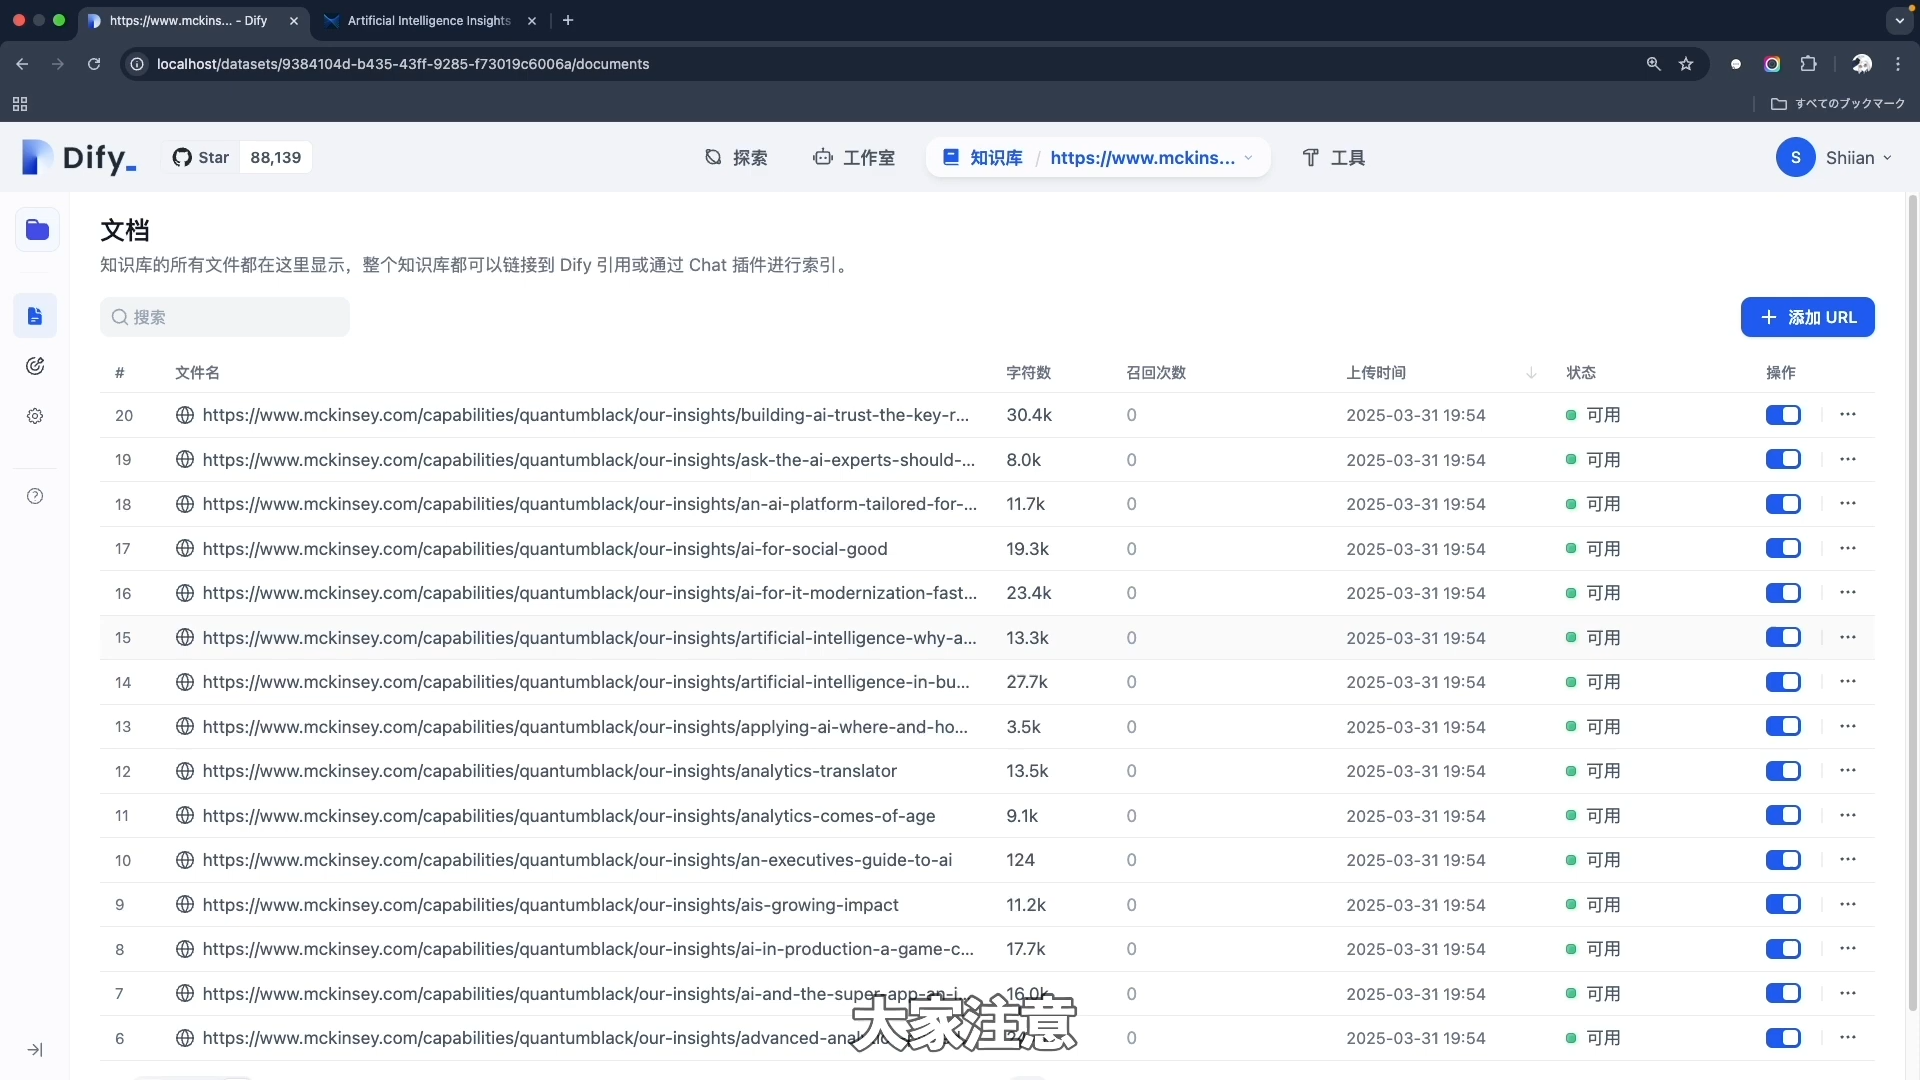 https://www.mckins... - Dify
Artificial Intelligence Insights
localhost/datasets/9384104d-b435-43ff-9285-f73019c6006a/documents
すべてのブックマーク
Dify_
Star 88,139
探索
工作室
知识库 / https://www.mckins...
工具
S Shiian
文档
知识库的所有文件都在这里显示，整个知识库都可以链接到 Dify 引用或通过 Chat 插件进行索引。
搜索
添加 URL
# 文件名 字符数 召回次数 上传时间 状态 操作
20 https://www.mckinsey.com/capabilities/quantumblack/our-insights/building-ai-trust-the-key-r... 30.4k 0 2025-03-31 19:54 可用
19 https://www.mckinsey.com/capabilities/quantumblack/our-insights/ask-the-ai-experts-should-... 8.0k 0 2025-03-31 19:54 可用
18 https://www.mckinsey.com/capabilities/quantumblack/our-insights/an-ai-platform-tailored-for-... 11.7k 0 2025-03-31 19:54 可用
17 https://www.mckinsey.com/capabilities/quantumblack/our-insights/ai-for-social-good 19.3k 0 2025-03-31 19:54 可用
16 https://www.mckinsey.com/capabilities/quantumblack/our-insights/ai-for-it-modernization-fast... 23.4k 0 2025-03-31 19:54 可用
15 https://www.mckinsey.com/capabilities/quantumblack/our-insights/artificial-intelligence-why-a... 13.3k 0 2025-03-31 19:54 可用
14 https://www.mckinsey.com/capabilities/quantumblack/our-insights/artificial-intelligence-in-bu... 27.7k 0 2025-03-31 19:54 可用
13 https://www.mckinsey.com/capabilities/quantumblack/our-insights/applying-ai-where-and-ho... 3.5k 0 2025-03-31 19:54 可用
12 https://www.mckinsey.com/capabilities/quantumblack/our-insights/analytics-translator 13.5k 0 2025-03-31 19:54 可用
11 https://www.mckinsey.com/capabilities/quantumblack/our-insights/analytics-comes-of-age 9.1k 0 2025-03-31 19:54 可用
10 https://www.mckinsey.com/capabilities/quantumblack/our-insights/an-executives-guide-to-ai 124 0 2025-03-31 19:54 可用
9 https://www.mckinsey.com/capabilities/quantumblack/our-insights/ais-growing-impact 11.2k 0 2025-03-31 19:54 可用
8 https://www.mckinsey.com/capabilities/quantumblack/our-insights/ai-in-production-a-game-c... 17.7k 0 2025-03-31 19:54 可用
7 https://www.mckinsey.com/capabilities/quantumblack/our-insights/ai-and-the-super-app-an-i... 16.0k 0 2025-03-31 19:54 可用
6 https://www.mckinsey.com/capabilities/quantumblack/our-insights/advanced- 0 2025-03-31 19:54 可用
大家注意